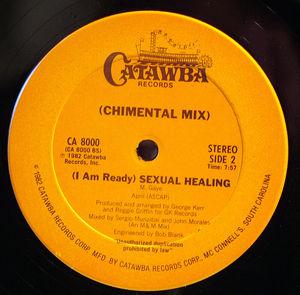 CATAWBA
RECORDS
(CHIMENTAL MIX)
CA 8000
(CA 8000 BS)
℗ 1982 Catawba
Records, Inc.
STEREO
SIDE 2
Time: 7:57
(I Am Ready) SEXUAL HEALING
M. Gaye
April (ASCAP)
Produced and arranged by George Kerr
and Reggie Griffin for GK Records
Mixed by Sergio Munzibai and John Morales
(An M& M Mix)
Engineered by Bob Blank
"Unauthorized duplication
prohibited by law"
© 1982 CATAWBA RECORDS CORP. MFD. BY CATAWBA RECORDS CORP. MC CONNELL'S, SOUTH CAROLINA